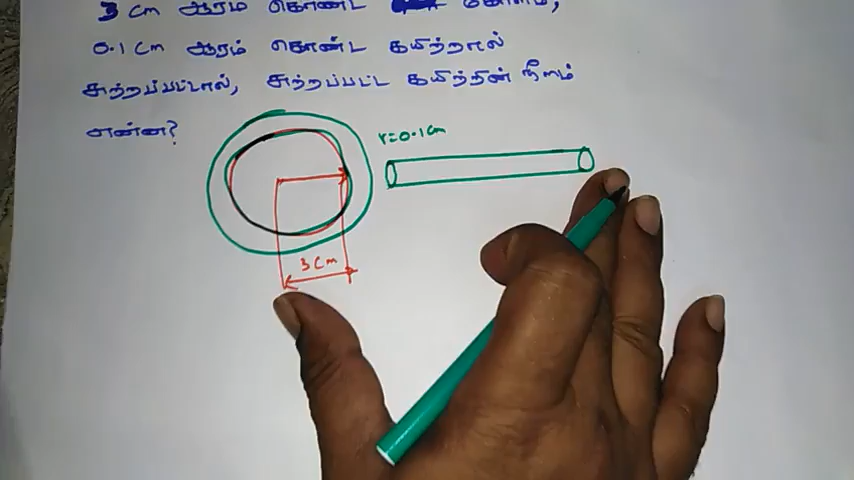 3 cm ஆரம் கொண்ட கோளம்,
0.1 cm ஆரம் கொண்ட கயிற்றால்
சுற்றப்பட்டால், சுற்றப்பட்ட கயிற்றின் நீளம்
என்ன?
r=0.1cm
3 cm